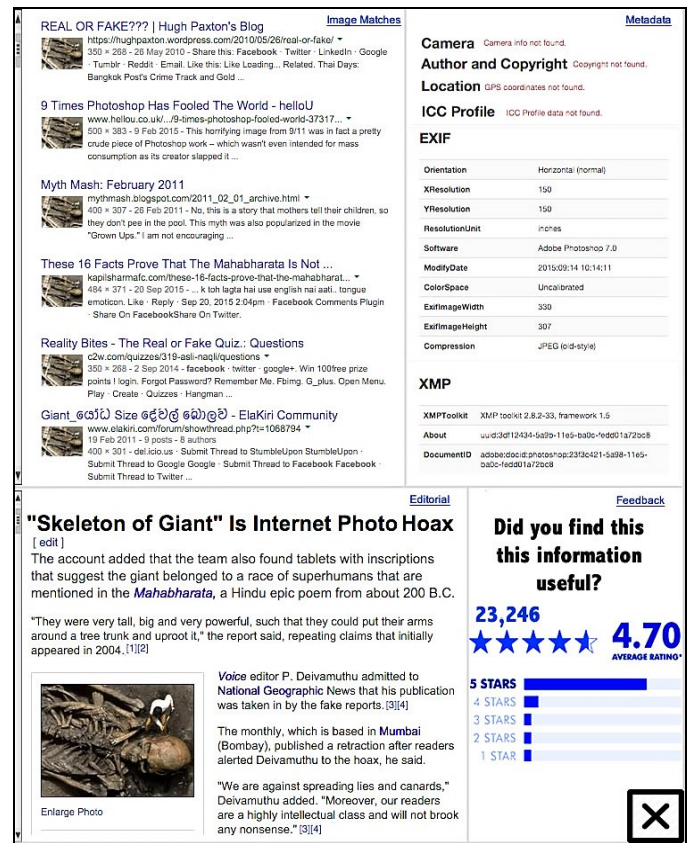 Image Matches
REAL OR FAKE??? | Hugh Paxton's Blog
https://hughpaxton.wordpress.com/2010/05/26/real-or-fake/
350 × 268 - 26 May 2010 - Share this: Facebook · Twitter · LinkedIn · Google
· Tumblr · Reddit · Email. Like this: Like Loading... Related. Thai Days:
Bangkok Post's Crime Track and Gold ...
9 Times Photoshop Has Fooled The World - helloU
www.hellou.co.uk/.../9-times-photoshop-fooled-world-37317...
500 × 383 - 9 Feb 2015 - This horrifying image from 9/11 was in fact a pretty
crude piece of Photoshop work – which wasn't even intended for mass
consumption as its creator slapped it ...
Myth Mash: February 2011
mythmash.blogspot.com/2011_02_01_archive.html
400 × 307 - 26 Feb 2011 - No, this is a story that mothers tell their children, so
they don't pee in the pool. This myth was also popularized in the movie
"Grown Ups." I am not encouraging ...
These 16 Facts Prove That The Mahabharata Is Not ...
kapilsharmafc.com/these-16-facts-prove-that-the-mahabharat...
484 × 371 - 20 Sep 2015 - ... k toh lagta hai use english nai aati.. tongue
emoticon. Like · Reply · Sep 20, 2015 2:04pm · Facebook Comments Plugin
· Share On FacebookShare On Twitter.
Reality Bites - The Real or Fake Quiz.: Questions
c2w.com/quizzes/319-asli-naqli/questions
350 × 268 - 2 Sep 2014 - facebook · twitter · google+. Win 100free prize
points ! login. Forgot Password? Remember Me. Fbimg. G_plus. Open Menu.
Play · Create · Quizzes · Hangman ...
Giant_යෝධ Size දේවල් බොලව් - ElaKiri Community
www.elakiri.com/forum/showthread.php?t=1068794
19 Feb 2011 - 9 posts - 8 authors
400 × 301 - del.icio.us · Submit Thread to StumbleUpon StumbleUpon ·
Submit Thread to Google Google · Submit Thread to Facebook Facebook ·
Submit Thread to Twitter ...
Metadata
Camera Camera info not found.
Author and Copyright Copyright not found.
Location GPS coordinates not found.
ICC Profile ICC Profile data not found.
EXIF
Orientation Horizontal (normal)
XResolution 150
YResolution 150
ResolutionUnit inches
Software Adobe Photoshop 7.0
ModifyDate 2015:09:14 10:14:11
ColorSpace Uncalibrated
ExifImageWidth 330
ExifImageHeight 307
Compression JPEG (old-style)
XMP
XMPToolkit XMP toolkit 2.8.2-33, framework 1.5
About uuid:3df12434-5a9b-11e5-ba0c-fedd01a72bc8
DocumentID adobe:docid:photoshop:23f3c421-5a98-11e5-
ba0c-fedd01a72bc8
Editorial
"Skeleton of Giant" Is Internet Photo Hoax
[ edit ]
The account added that the team also found tablets with inscriptions
that suggest the giant belonged to a race of superhumans that are
mentioned in the Mahabharata, a Hindu epic poem from about 200 B.C.
"They were very tall, big and very powerful, such that they could put their arms
around a tree trunk and uproot it," the report said, repeating claims that initially
appeared in 2004. [1][2]
Voice editor P. Deivamuthu admitted to
National Geographic News that his publication
was taken in by the fake reports. [3][4]
The monthly, which is based in Mumbai
(Bombay), published a retraction after readers
alerted Deivamuthu to the hoax, he said.
"We are against spreading lies and canards,"
Deivamuthu added. "Moreover, our readers
are a highly intellectual class and will not brook
any nonsense." [3][4]
Enlarge Photo
Feedback
Did you find this
this information
useful?
23,246
4.70
AVERAGE RATING*
5 STARS
4 STARS
3 STARS
2 STARS
1 STAR